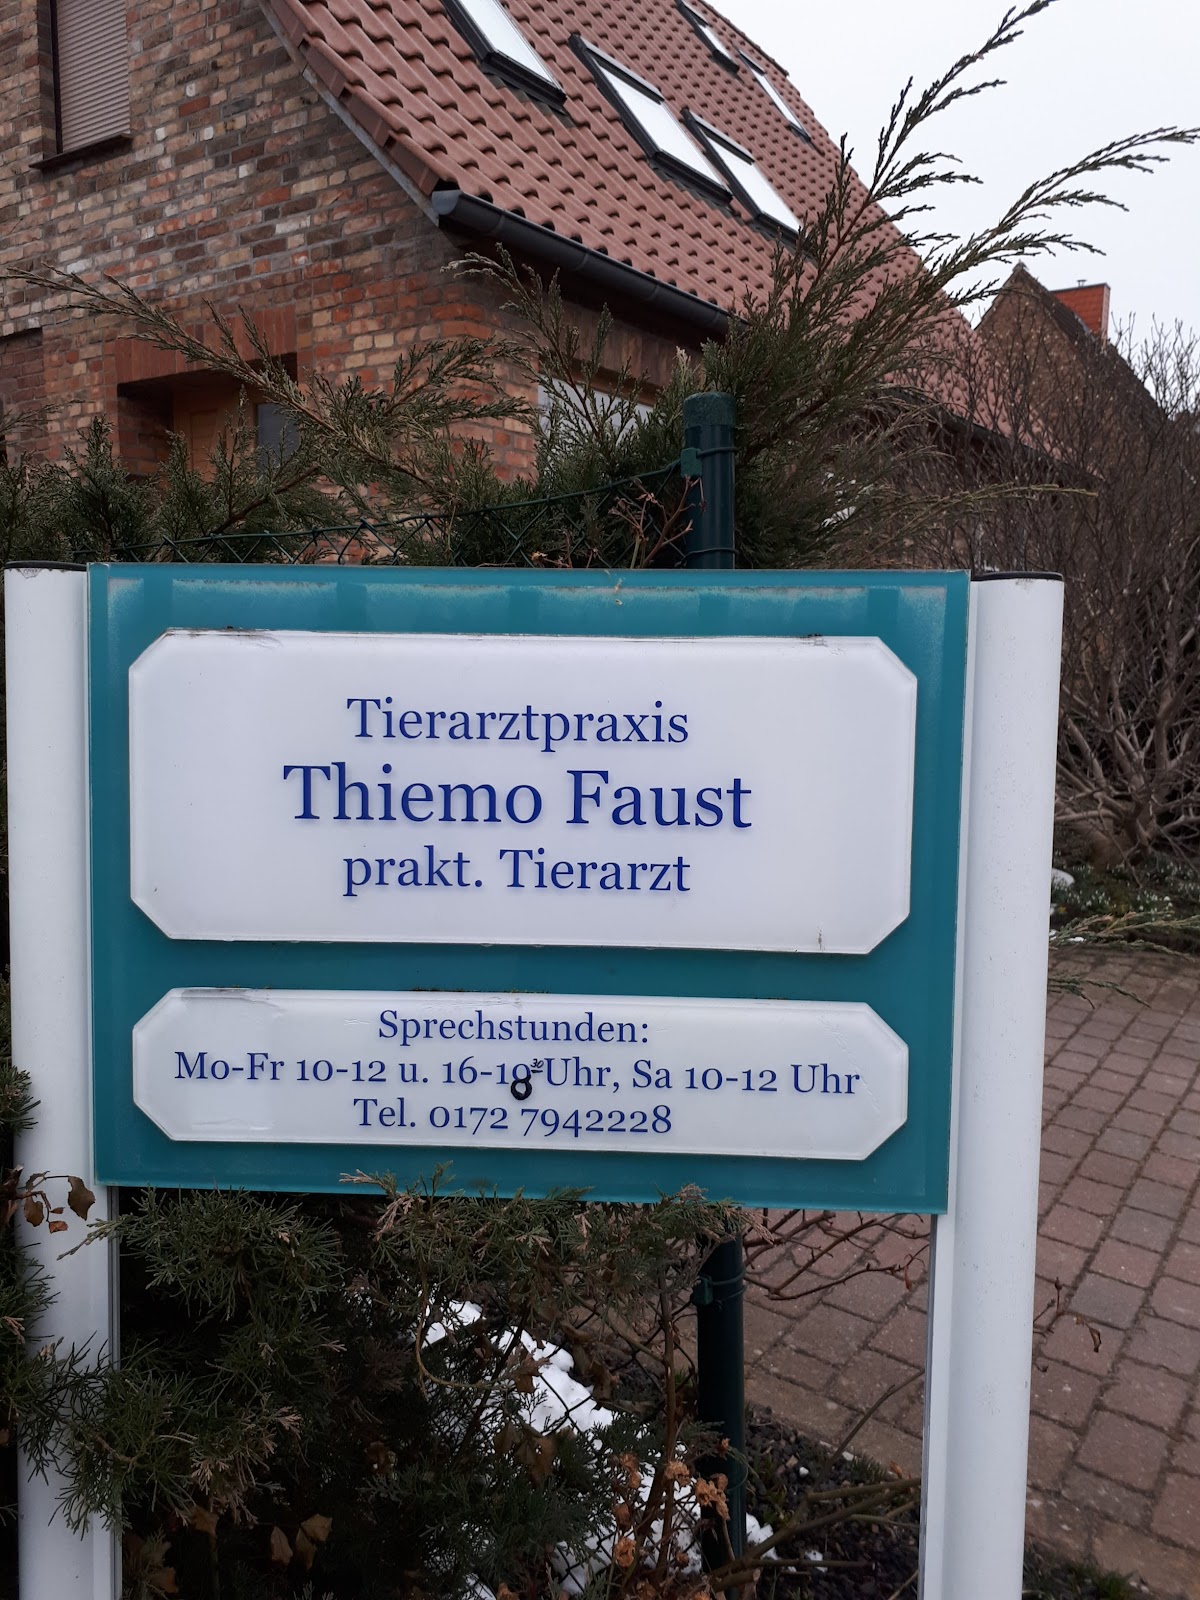 Tierarztpraxis
Thiemo Faust
prakt. Tierarzt
Sprechstunden:
Mo-Fr 10-12 u. 16-18³⁰ Uhr, Sa 10-12 Uhr
Tel. 0172 7942228